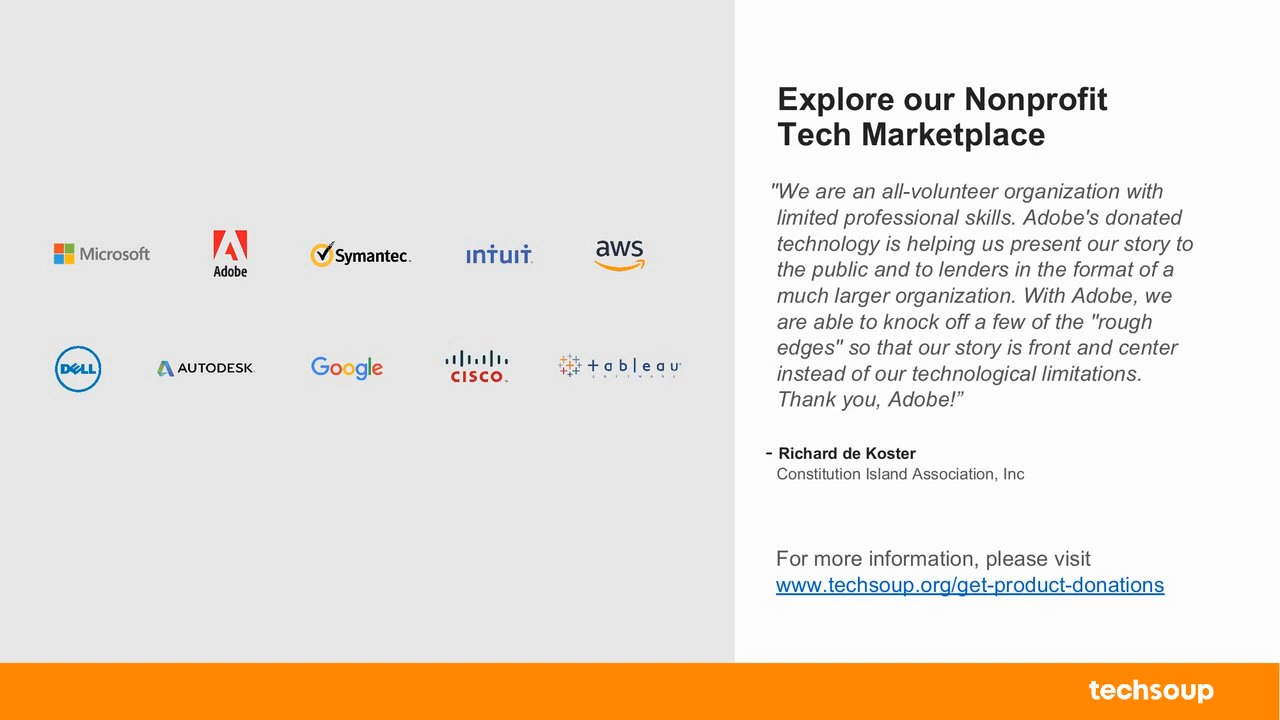 Microsoft
Adobe
Symantec.
intuit.
aws
DELL
AUTODESK.
Google
CISCO
tableau
SOFTWARE
Explore our Nonprofit
Tech Marketplace
"We are an all-volunteer organization with
limited professional skills. Adobe's donated
technology is helping us present our story to
the public and to lenders in the format of a
much larger organization. With Adobe, we
are able to knock off a few of the "rough
edges" so that our story is front and center
instead of our technological limitations.
Thank you, Adobe!”
- Richard de Koster
Constitution Island Association, Inc
For more information, please visit
www.techsoup.org/get-product-donations
techsoup